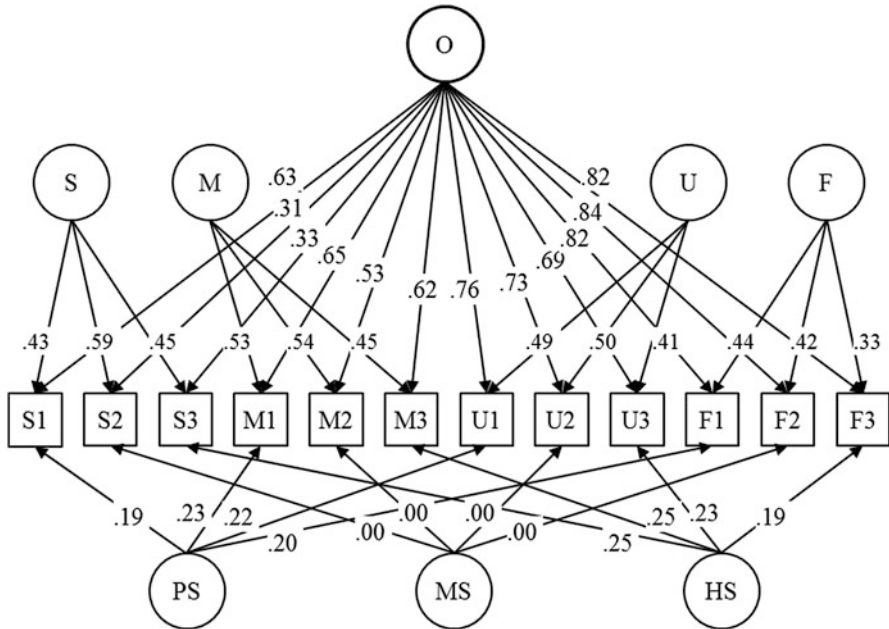 O
S M U F
.63 .82
.31 .84
.33 .82
.65 .69
.53 .73
.62 .76
.43 .59 .45 .53 .54 .45 .49 .50 .41 .44 .42 .33
S1 S2 S3 M1 M2 M3 U1 U2 U3 F1 F2 F3
.19 .23 .22 .00 .00 .00 .25 .23 .19
.20 .00 .25
PS MS HS